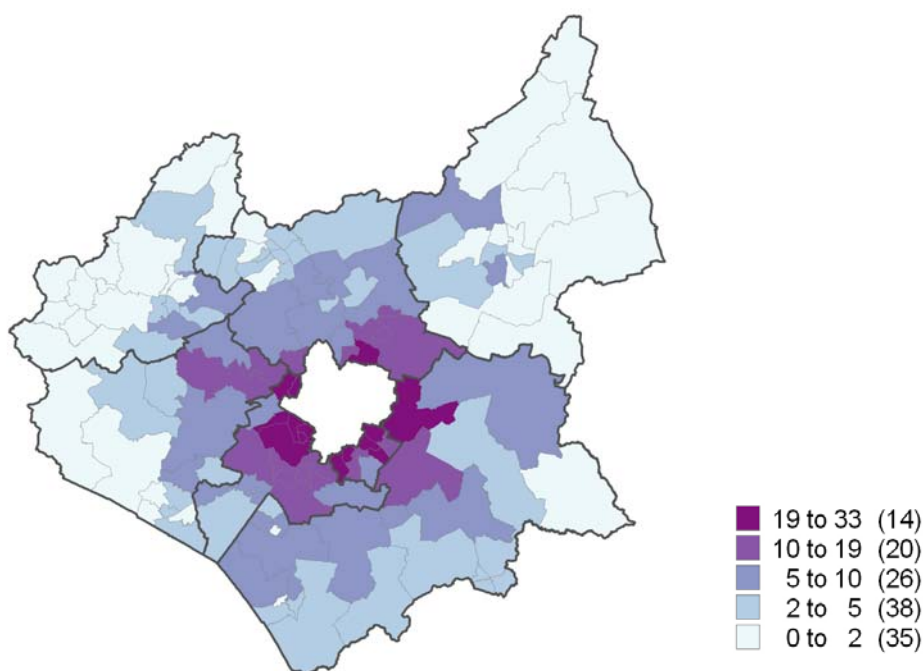 19 to 33 (14)
10 to 19 (20)
5 to 10 (26)
2 to 5 (38)
0 to 2 (35)